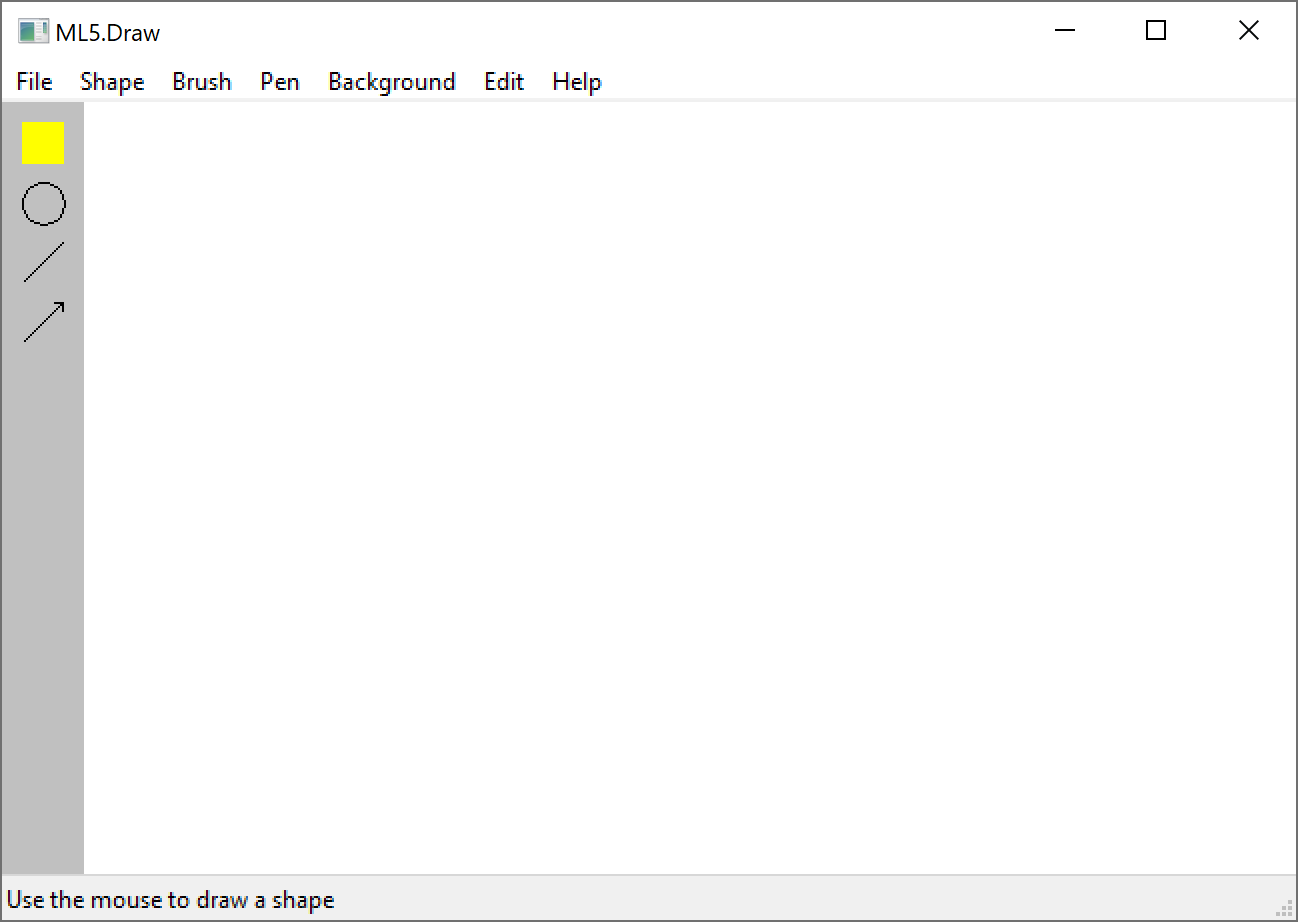 ML5.Draw
File Shape Brush Pen Background Edit Help
Use the mouse to draw a shape